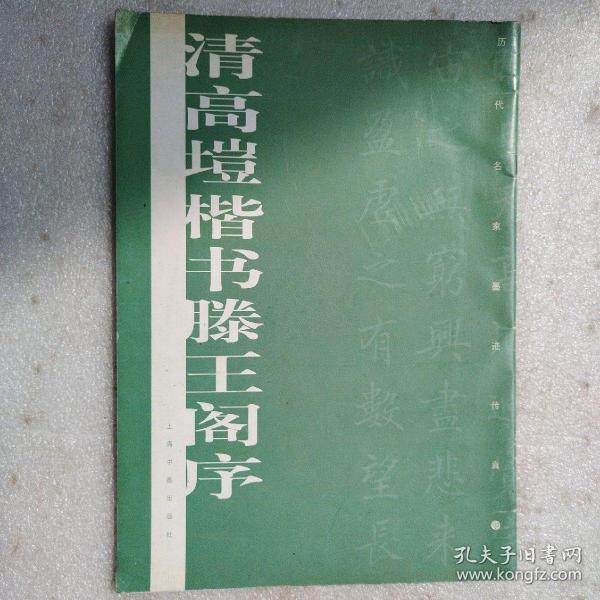 历代名家墨迹传真
清高塏楷书滕王阁序
上海书画出版社
識盈虚之有數望長
窮興盡悲来
孔夫子旧书网
www.kongfz.com